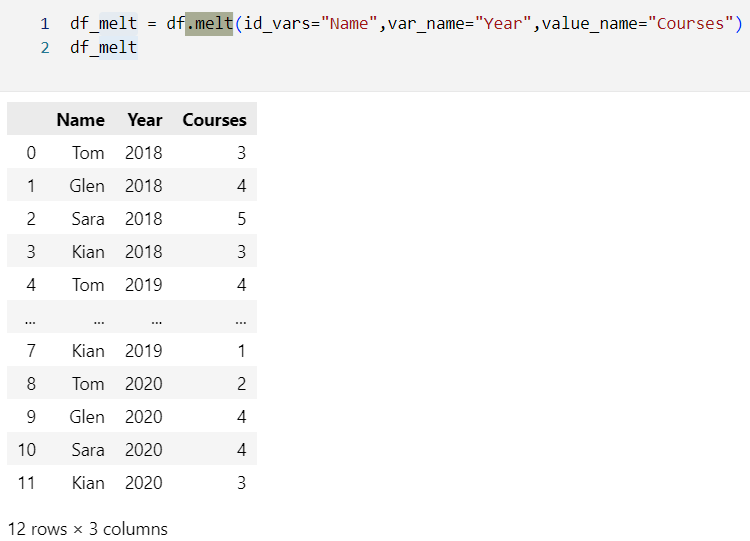 1 df_melt = df.melt(id_vars="Name",var_name="Year",value_name="Courses")
2 df_melt
Name Year Courses
0 Tom 2018 3
1 Glen 2018 4
2 Sara 2018 5
3 Kian 2018 3
4 Tom 2019 4
... ... ... ...
7 Kian 2019 1
8 Tom 2020 2
9 Glen 2020 4
10 Sara 2020 4
11 Kian 2020 3
12 rows × 3 columns